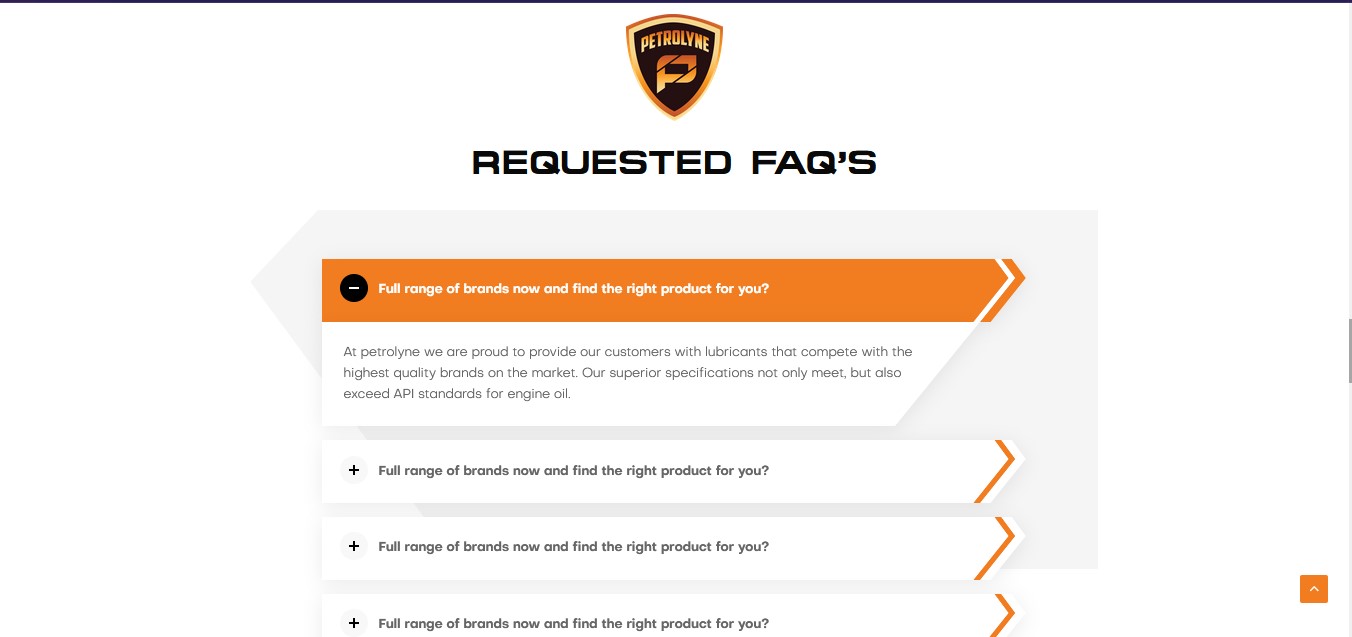 PETROLYNE
REQUESTED FAQ’S
Full range of brands now and find the right product for you?
At petrolyne we are proud to provide our customers with lubricants that compete with the
highest quality brands on the market. Our superior specifications not only meet, but also
exceed API standards for engine oil.
Full range of brands now and find the right product for you?
Full range of brands now and find the right product for you?
Full range of brands now and find the right product for you?